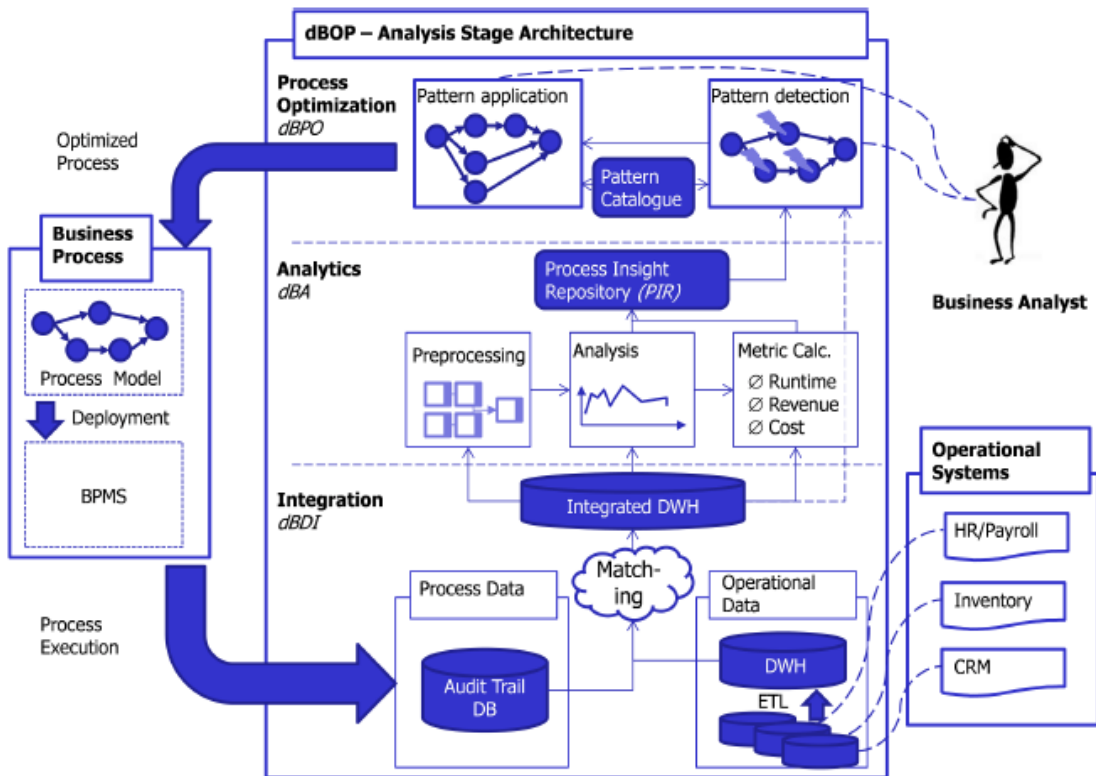 dBOP – Analysis Stage Architecture
Process
Optimization
dBPO
Pattern application
Pattern detection
Pattern
Catalogue
Optimized
Process
Business
Process
Process Model
Deployment
BPMS
Analytics
dBA
Process Insight
Repository (PIR)
Business Analyst
Preprocessing
Analysis
Metric Calc.
∅ Runtime
∅ Revenue
∅ Cost
Integration
dBDI
Integrated DWH
Operational
Systems
HR/Payroll
Inventory
CRM
Match-
ing
Process Data
Operational
Data
Process
Execution
Audit Trail
DB
DWH
ETL